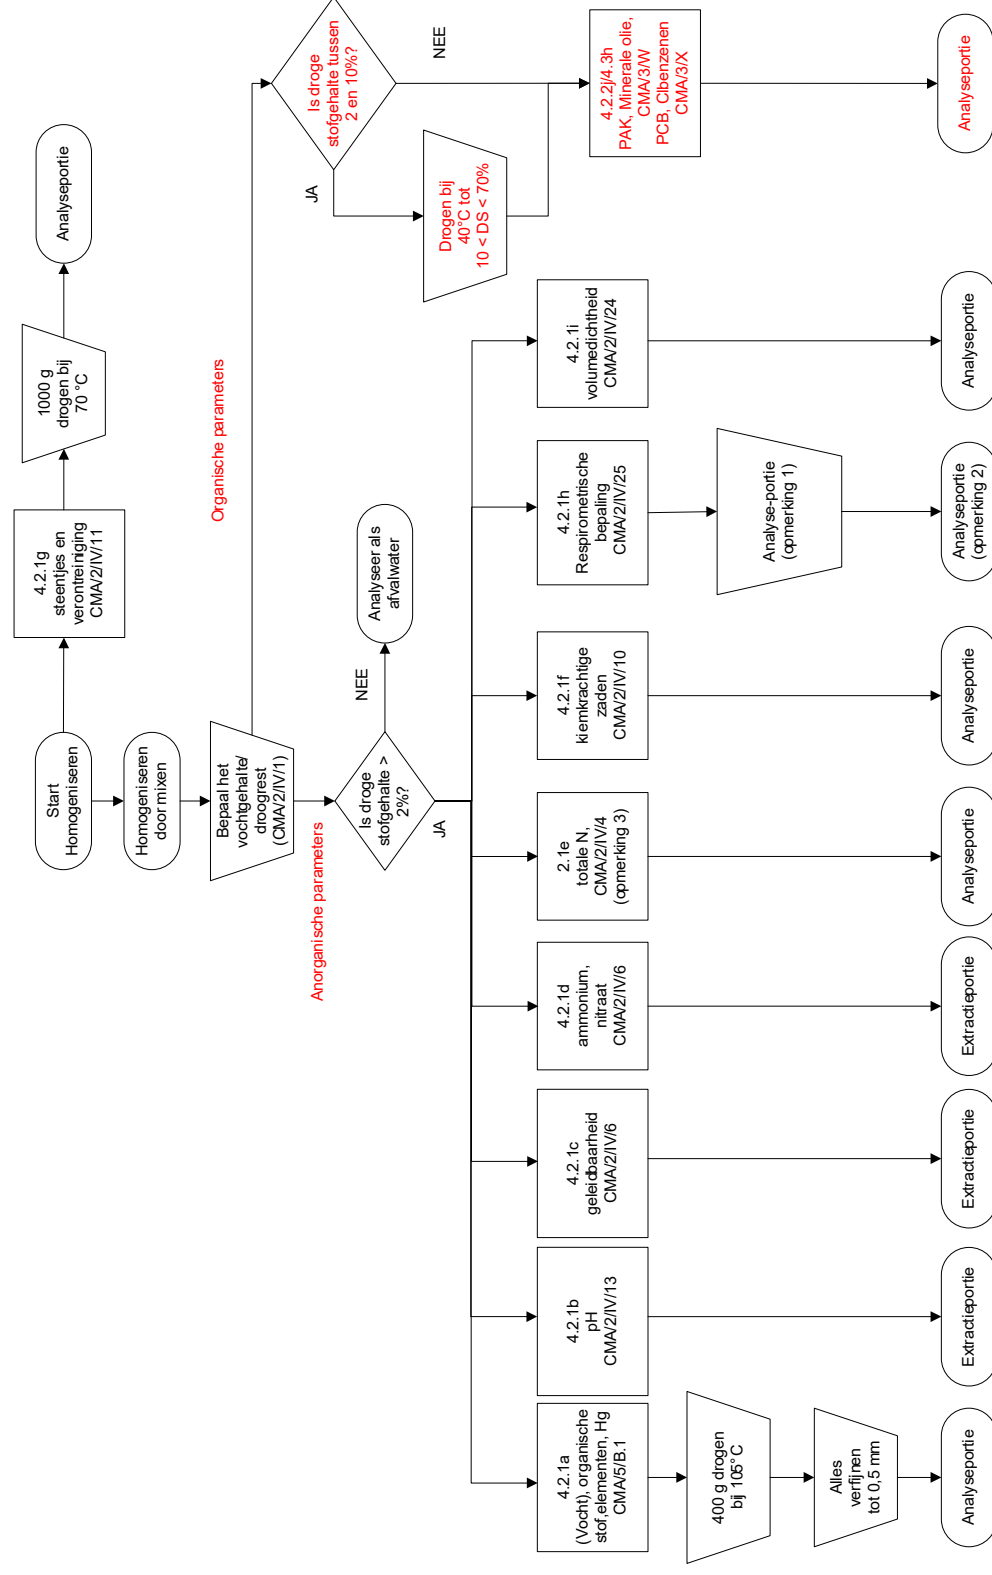 Start
Homogeniseren
4.2.1g
steentjes en
verontreiniging
CMA/2/IV/11
1000 g
drogen bij
70 °C
Analyseportie
Homogeniseren
door mixen
Bepaal het
vochtgehalte/
droogrest
(CMA/2/IV/1)
Organische parameters
Is droge
stofgehalte tussen
2 en 10%?
NEE
JA
Drogen bij
40°C tot
10 < DS < 70%
4.2.2j/4.3h
PAK, Minerale olie,
CMA/3/W
PCB, Clbenzenen
CMA/3/X
Analyseportie
Anorganische parameters
Is droge
stofgehalte >
2%?
NEE
Analyseer als
afvalwater
JA
4.2.1a
(Vocht), organische
stof,elementen, Hg
CMA/5/B.1
400 g drogen
bij 105°C
Alles
verfijnen
tot 0,5 mm
Analyseportie
4.2.1b
pH
CMA/2/IV/13
Extractieportie
4.2.1c
geleidbaarheid
CMA/2/IV/6
Extractieportie
4.2.1d
ammonium,
nitraat
CMA/2/IV/6
Extractieportie
2.1e
totale N,
CMA/2/IV/4
(opmerking 3)
Analyseportie
4.2.1f
kiemkrachtige
zaden
CMA/2/IV/10
Analyseportie
4.2.1h
Respirometrische
bepaling
CMA/2/IV/25
Analyse-portie
(opmerking 1)
Analyseportie
(opmerking 2)
4.2.1i
volumedichtheid
CMA/2/IV/24
Analyseportie